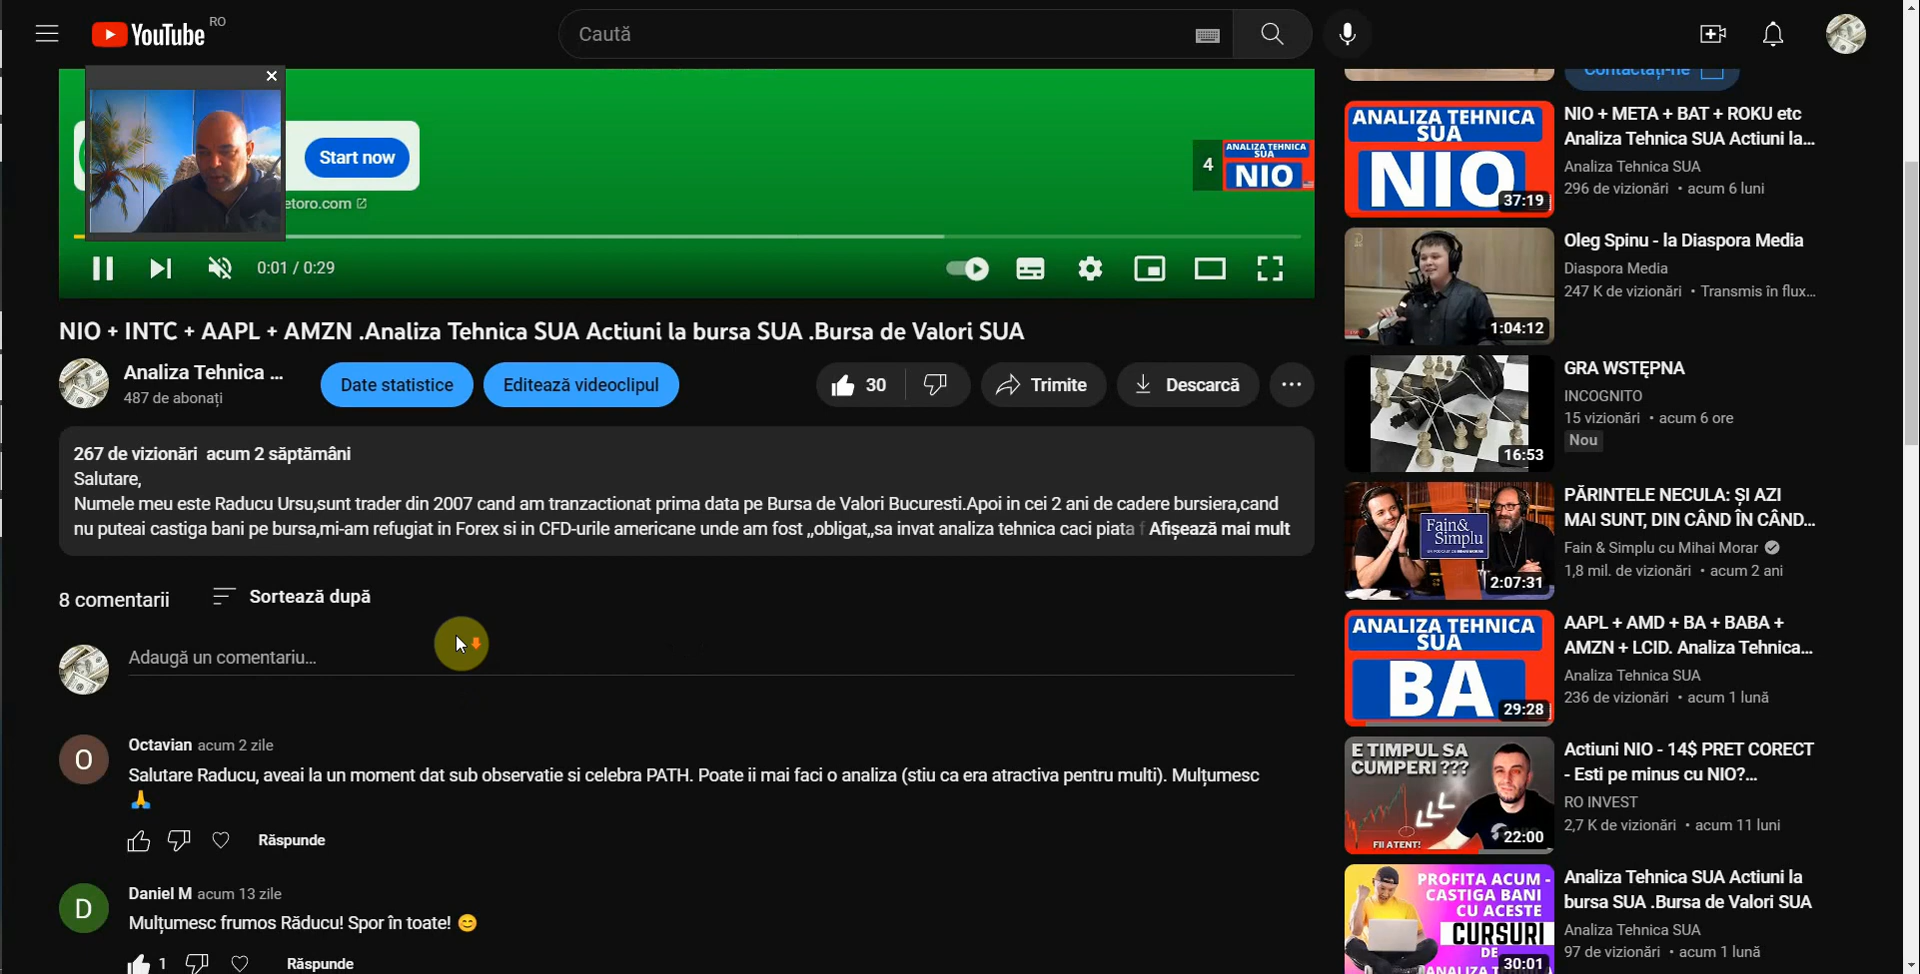 YouTube RO
Caută
Start now
etoro.com
4
ANALIZA TEHNICA
SUA
NIO
0:01 / 0:29
NIO + INTC + AAPL + AMZN .Analiza Tehnica SUA Actiuni la bursa SUA .Bursa de Valori SUA
Analiza Tehnica ...
487 de abonați
Date statistice
Editează videoclipul
30
Trimite
Descarcă
267 de vizionări acum 2 săptămâni
Salutare,
Numele meu este Raducu Ursu,sunt trader din 2007 cand am tranzactionat prima data pe Bursa de Valori Bucuresti.Apoi in cei 2 ani de cadere bursiera,cand
nu puteai castiga bani pe bursa,mi-am refugiat in Forex si in CFD-urile americane unde am fost ,,obligat,,sa invat analiza tehnica caci piata f Afișează mai mult
8 comentarii
Sortează după
Adaugă un comentariu...
O
Octavian acum 2 zile
Salutare Raducu, aveai la un moment dat sub observatie si celebra PATH. Poate ii mai faci o analiza (stiu ca era atractiva pentru multi). Mulțumesc
🙏
Răspunde
D
Daniel M acum 13 zile
Mulțumesc frumos Răducu! Spor în toate! 😊
1
Răspunde
Contactați-ne
ANALIZA TEHNICA
SUA
NIO
37:19
NIO + META + BAT + ROKU etc
Analiza Tehnica SUA Actiuni la...
Analiza Tehnica SUA
296 de vizionări • acum 6 luni
1:04:12
Oleg Spinu - la Diaspora Media
Diaspora Media
247 K de vizionări • Transmis în flux...
16:53
GRA WSTĘPNA
INCOGNITO
15 vizionări • acum 6 ore
Nou
Fain&
Simplu
2:07:31
PĂRINTELE NECULA: ȘI AZI
MAI SUNT, DIN CÂND ÎN CÂND...
Fain & Simplu cu Mihai Morar
1,8 mil. de vizionări • acum 2 ani
ANALIZA TEHNICA
SUA
BA
29:28
AAPL + AMD + BA + BABA +
AMZN + LCID. Analiza Tehnica...
Analiza Tehnica SUA
236 de vizionări • acum 1 lună
E TIMPUL SA
CUMPERI ???
FII ATENT!
22:00
Actiuni NIO - 14$ PRET CORECT
- Esti pe minus cu NIO?...
RO INVEST
2,7 K de vizionări • acum 11 luni
PROFITA ACUM -
CASTIGA BANI
CU ACESTE
CURSURI
DE
30:01
Analiza Tehnica SUA Actiuni la
bursa SUA .Bursa de Valori SUA
Analiza Tehnica SUA
97 de vizionări • acum 1 lună